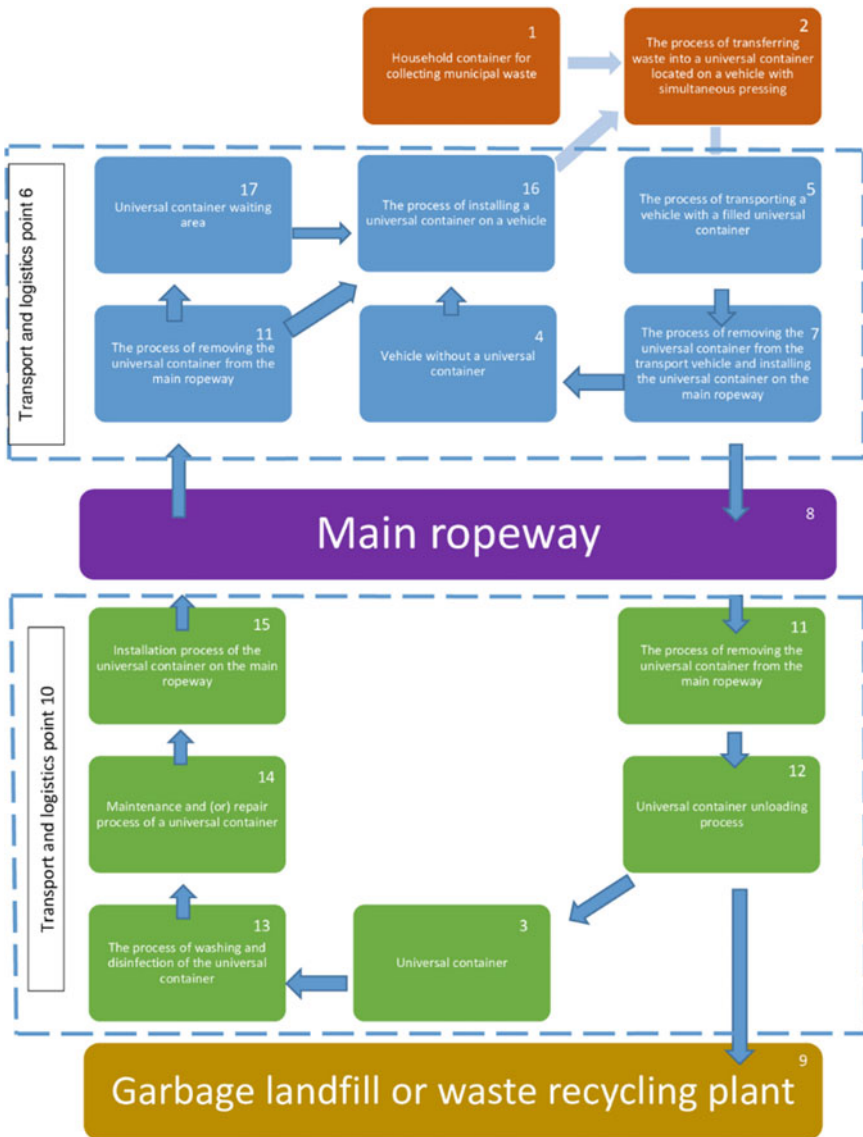 1
Household container for
collecting municipal waste
2
The process of transferring
waste into a universal container
located on a vehicle with
simultaneous pressing
Transport and logistics point 6
17
Universal container waiting
area
16
The process of installing a
universal container on a vehicle
5
The process of transporting a
vehicle with a filled universal
container
11
The process of removing the
universal container from the
main ropeway
4
Vehicle without a universal
container
7
The process of removing the
universal container from the
transport vehicle and installing
the universal container on the
main ropeway
Main ropeway
8
Transport and logistics point 10
15
Installation process of the
universal container on the main
ropeway
11
The process of removing the
universal container from the
main ropeway
14
Maintenance and (or) repair
process of a universal container
12
Universal container unloading
process
13
The process of washing and
disinfection of the universal
container
3
Universal container
9
Garbage landfill or waste recycling plant